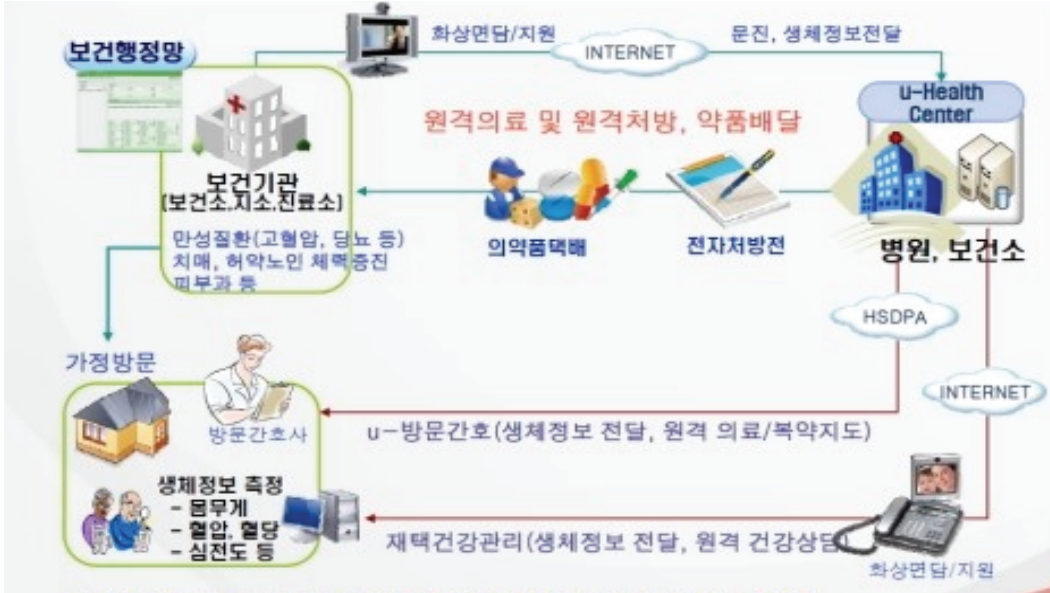 보건행정망
화상면담/지원
INTERNET
문진, 생체정보전달
u-Health
Center
원격의료 및 원격처방, 약품배달
보건기관
(보건소,지소,진료소)
의약품택배
전자처방전
병원, 보건소
만성질환(고혈압, 당뇨 등)
치매, 허약노인 체력증진
피부과 등
HSDPA
가정방문
INTERNET
방문간호사
u-방문간호(생체정보 전달, 원격 의료/복약지도)
생체정보 측정
- 몸무게
- 혈압, 혈당
- 심전도 등
재택건강관리(생체정보 전달, 원격 건강상담)
화상면담/지원